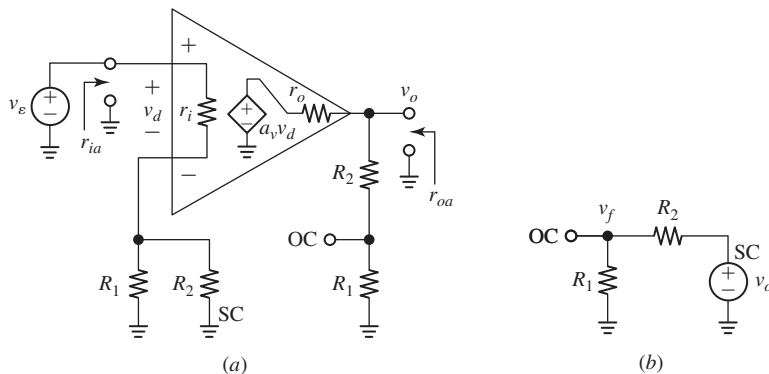 +
−
v_ε
r_ia
+
v_d
−
+
−
r_i
+
−
a_v v_d
r_o
v_o
R_2
r_oa
OC
R_1
R_2
SC
R_1
(a)
OC
v_f
R_2
SC
R_1
+
−
v_o
(b)